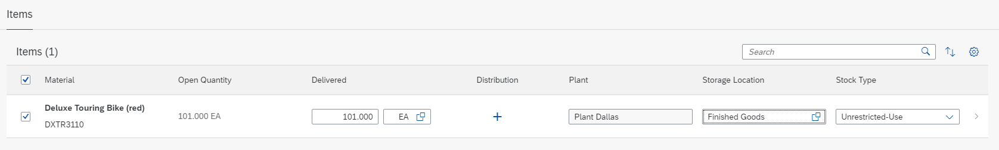 Items
Items (1)
Search
Material Open Quantity Delivered Distribution Plant Storage Location Stock Type
Deluxe Touring Bike (red)
DXTR3110
101.000 EA 101.000 EA Plant Dallas Finished Goods Unrestricted-Use